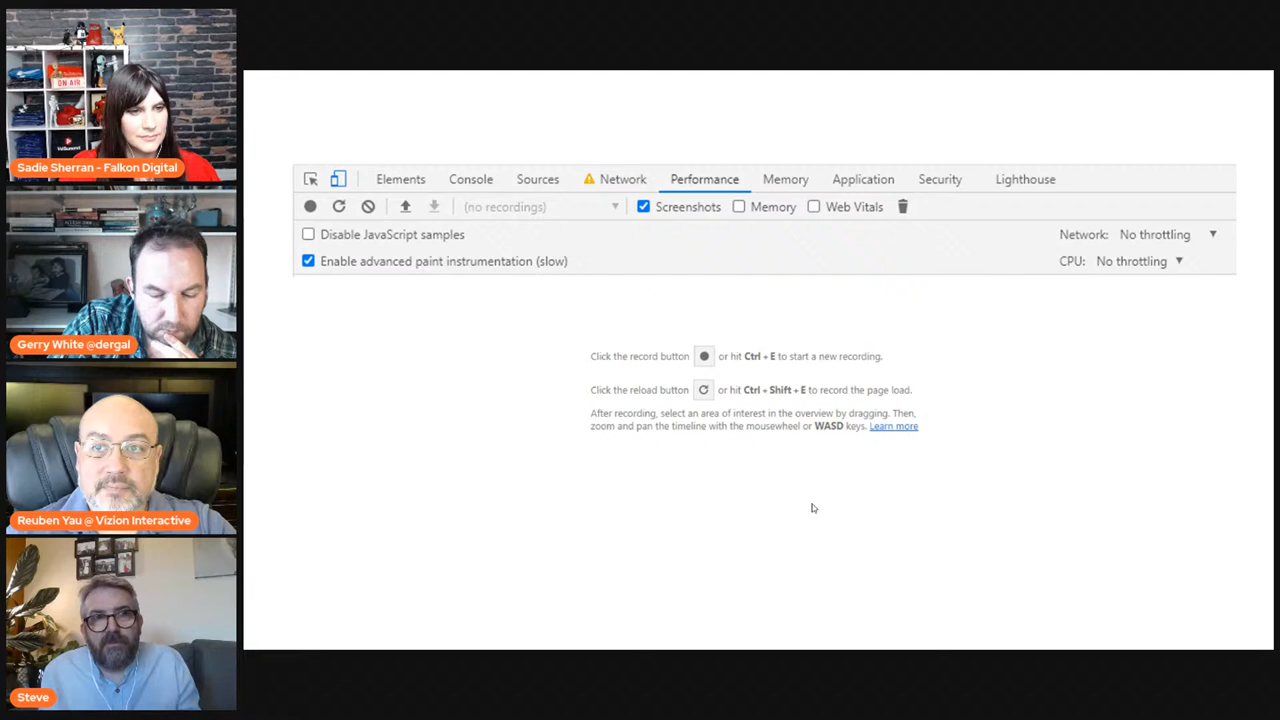 ON AIR
Sadie Sherran - Falkon Digital
Gerry White @dergal
Reuben Yau @ Vizion Interactive
Steve
Elements Console Sources Network Performance Memory Application Security Lighthouse
(no recordings) Screenshots Memory Web Vitals
Disable JavaScript samples Network: No throttling
Enable advanced paint instrumentation (slow) CPU: No throttling
Click the record button or hit Ctrl + E to start a new recording.
Click the reload button or hit Ctrl + Shift + E to record the page load.
After recording, select an area of interest in the overview by dragging. Then,
zoom and pan the timeline with the mousewheel or WASD keys. Learn more